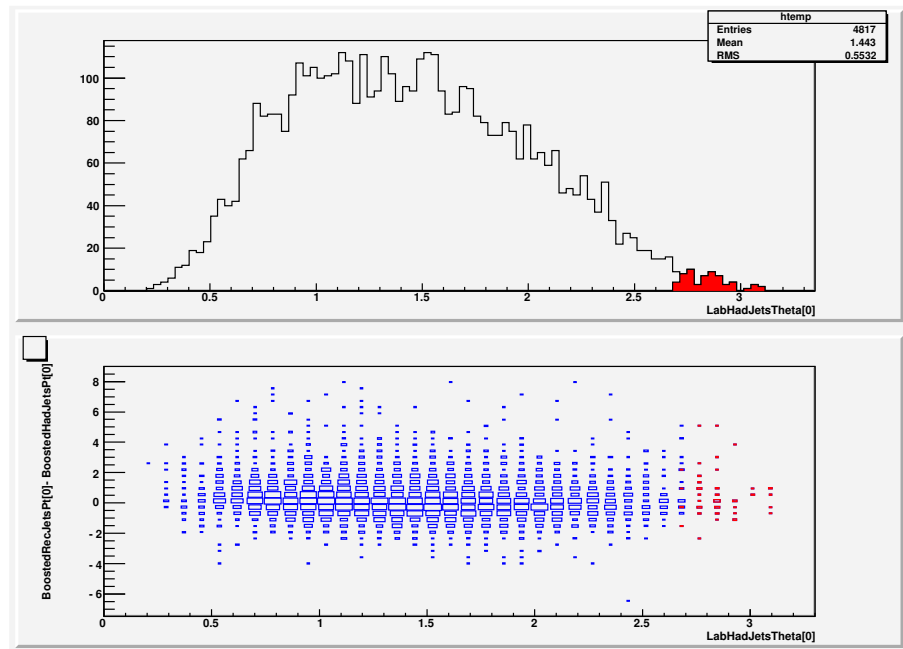 htemp
Entries 4817
Mean 1.443
RMS 0.5532
100
80
60
40
20
0
0 0.5 1 1.5 2 2.5 3
LabHadJetsTheta[0]
BoostedRecJetsPt[0]- BoostedHadJetsPt[0]
8
6
4
2
0
- 2
- 4
- 6
0 0.5 1 1.5 2 2.5 3
LabHadJetsTheta[0]